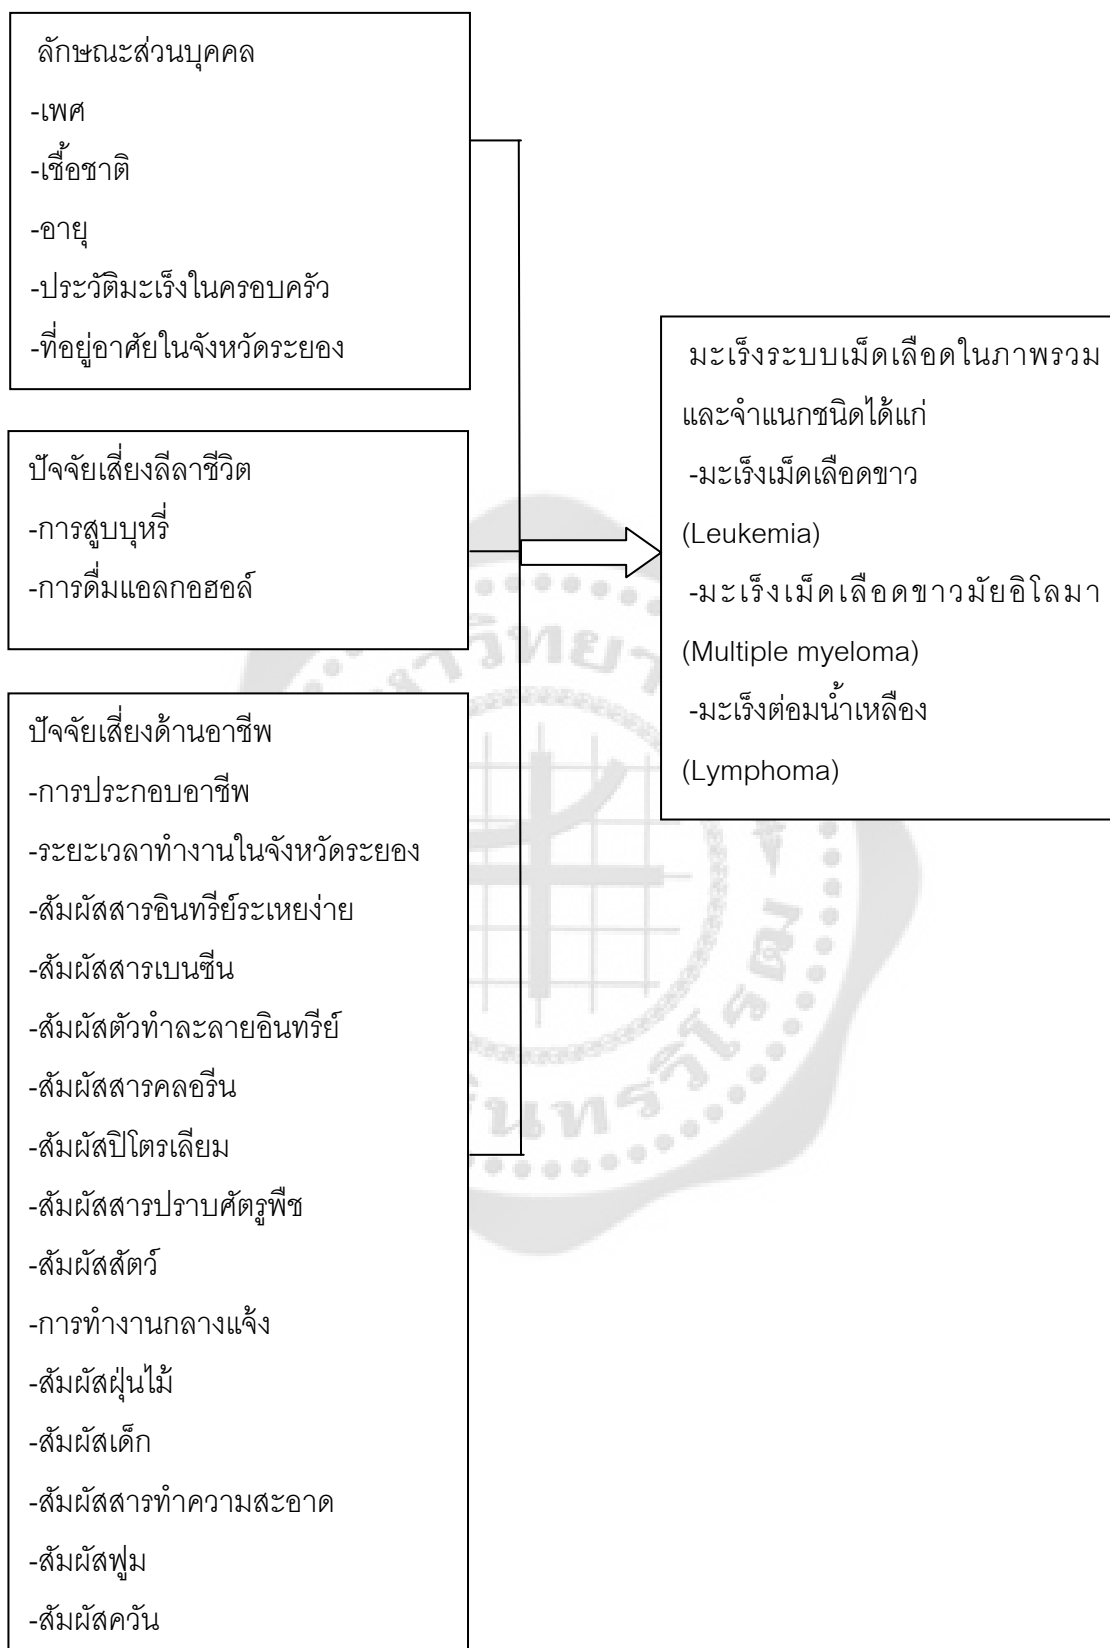 ลักษณะส่วนบุคคล
-เพศ
-เชื้อชาติ
-อายุ
-ประวัติมะเร็งในครอบครัว
-ที่อยู่อาศัยในจังหวัดระยอง
ปัจจัยเสี่ยงลีลาชีวิต
-การสูบบุหรี่
-การดื่มแอลกอฮอล์
ปัจจัยเสี่ยงด้านอาชีพ
-การประกอบอาชีพ
-ระยะเวลาทำงานในจังหวัดระยอง
-สัมผัสสารอินทรีย์ระเหยง่าย
-สัมผัสสารเบนซีน
-สัมผัสตัวทำละลายอินทรีย์
-สัมผัสสารคลอรีน
-สัมผัสปิโตรเลียม
-สัมผัสสารปราบศัตรูพืช
-สัมผัสสัตว์
-การทำงานกลางแจ้ง
-สัมผัสฝุ่นไม้
-สัมผัสเด็ก
-สัมผัสสารทำความสะอาด
-สัมผัสฟูม
-สัมผัสควัน
มะเร็งระบบเม็ดเลือดในภาพรวม
และจำแนกชนิดได้แก่
-มะเร็งเม็ดเลือดขาว
(Leukemia)
-มะเร็งเม็ดเลือดขาวมัยอิโลมา
(Multiple myeloma)
-มะเร็งต่อมน้ำเหลือง
(Lymphoma)